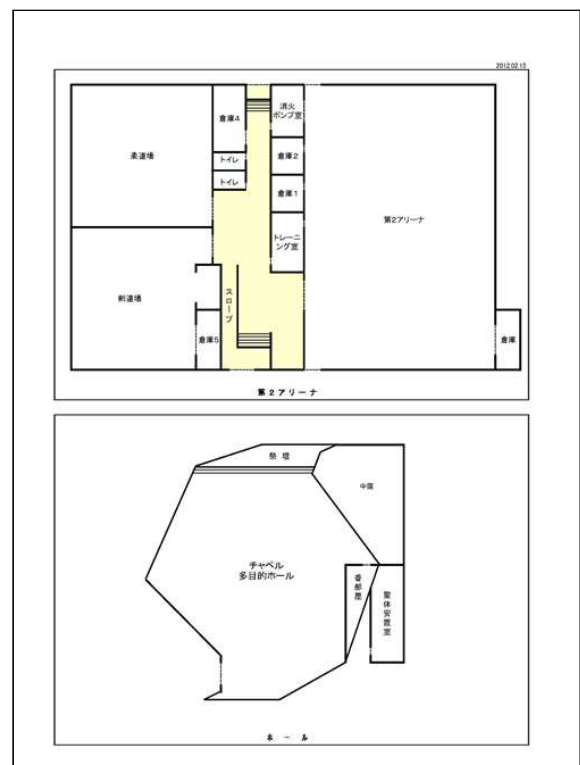 2012.02.15
倉庫4
消火
ポンプ室
柔道場
トイレ
倉庫2
トイレ
倉庫1
第2アリーナ
トレーニ
ング室
剣道場
スロープ
倉庫5
倉庫
第2アリーナ
祭壇
中庭
チャペル
多目的ホール
香部屋
聖体安置室
ホール